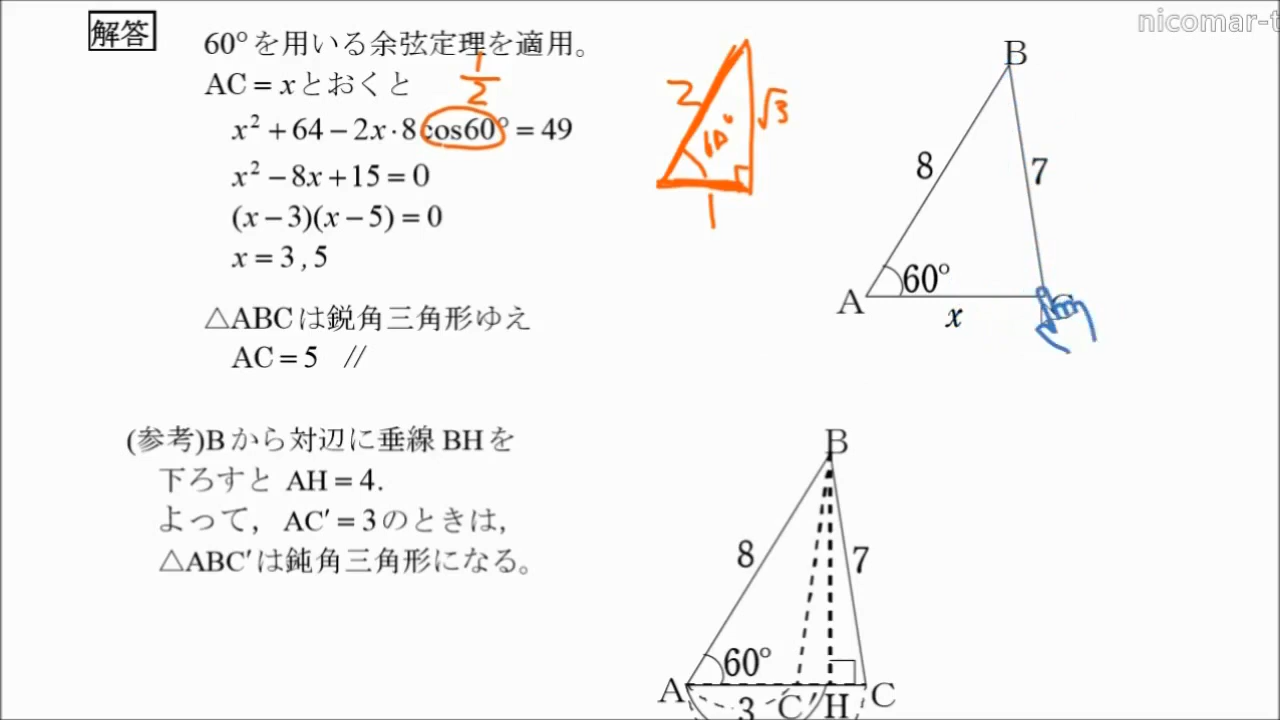 解答
nicomar-t
60°を用いる余弦定理を適用。
AC = xとおくと
1
2
x² + 64 − 2x · 8 cos60° = 49
x² − 8x + 15 = 0
(x − 3)(x − 5) = 0
x = 3 , 5
△ABCは鋭角三角形ゆえ
AC = 5 //
2
60°
√3
1
B
8
7
60°
A
x
(参考)Bから対辺に垂線 BHを
下ろすと AH = 4.
よって，AC′ = 3のときは，
△ABC′は鈍角三角形になる。
B
8
7
60°
A
3
C′
H
C